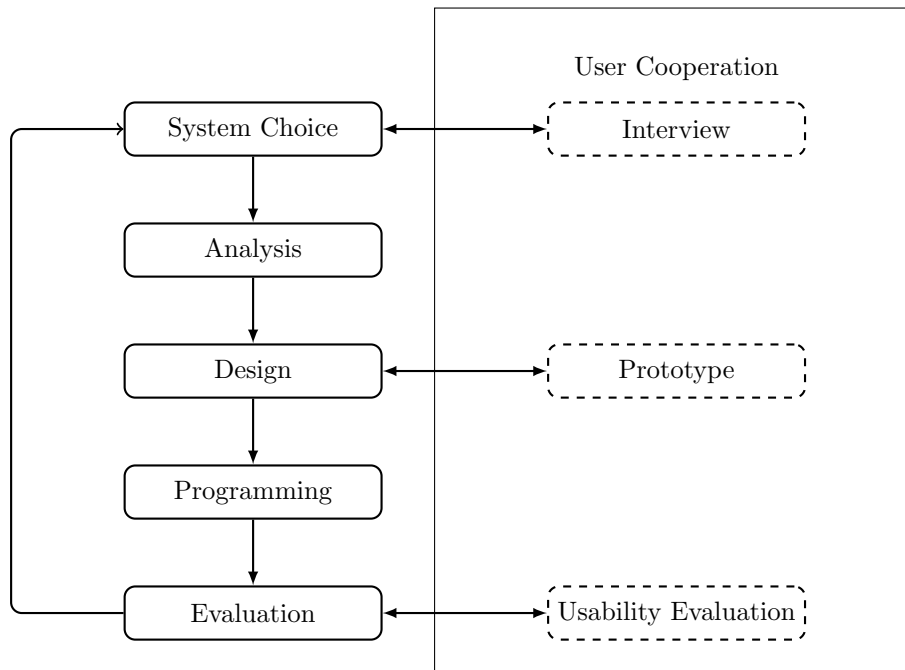 User Cooperation
System Choice
Interview
Analysis
Design
Prototype
Programming
Evaluation
Usability Evaluation